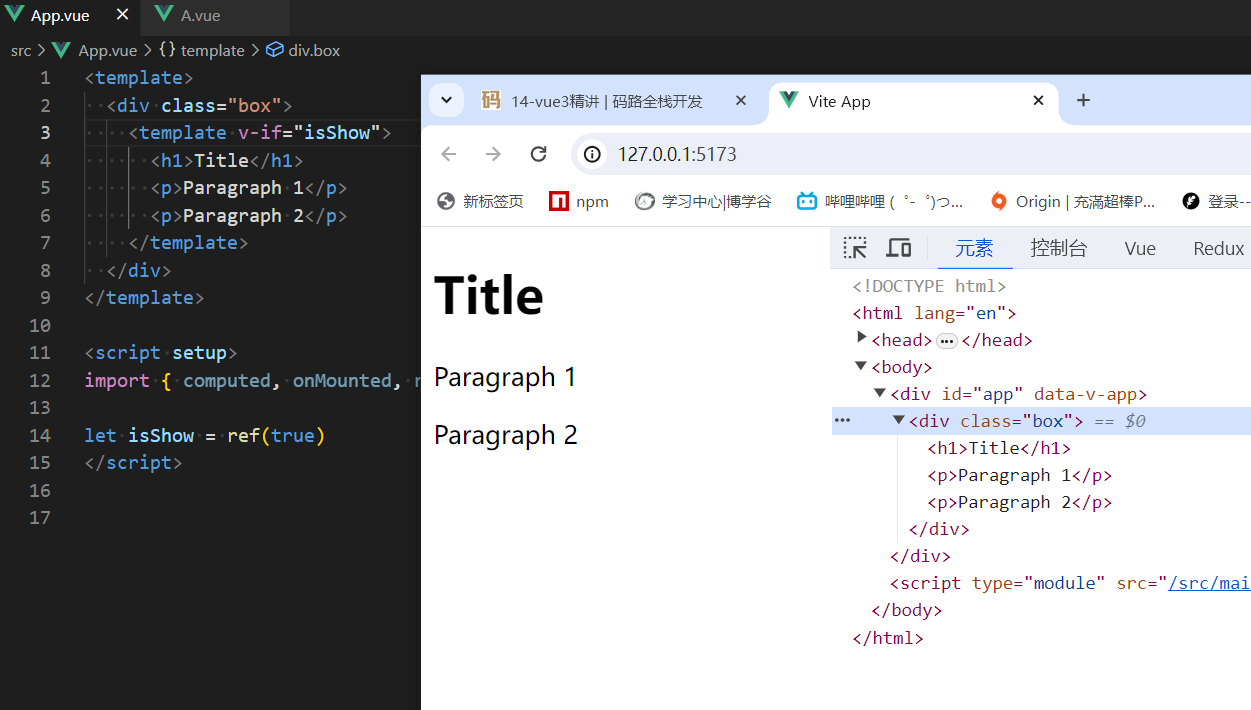 App.vue
A.vue
src > App.vue > {} template > div.box
1 <template>
2 <div class="box">
3 <template v-if="isShow">
4 <h1>Title</h1>
5 <p>Paragraph 1</p>
6 <p>Paragraph 2</p>
7 </template>
8 </div>
9 </template>
10
11 <script setup>
12 import { computed, onMounted,
13
14 let isShow = ref(true)
15 </script>
16
17
14-vue3精讲 | 码路全栈开发
Vite App
127.0.0.1:5173
新标签页
npm
学习中心|博学谷
哔哩哔哩 (゜-゜)つ...
Origin | 充滿超棒P...
登录--
Title
Paragraph 1
Paragraph 2
元素 控制台 Vue Redux
<!DOCTYPE html>
<html lang="en">
<head>...</head>
<body>
<div id="app" data-v-app>
... <div class="box"> == $0
<h1>Title</h1>
<p>Paragraph 1</p>
<p>Paragraph 2</p>
</div>
</div>
<script type="module" src="/src/mai
</body>
</html>